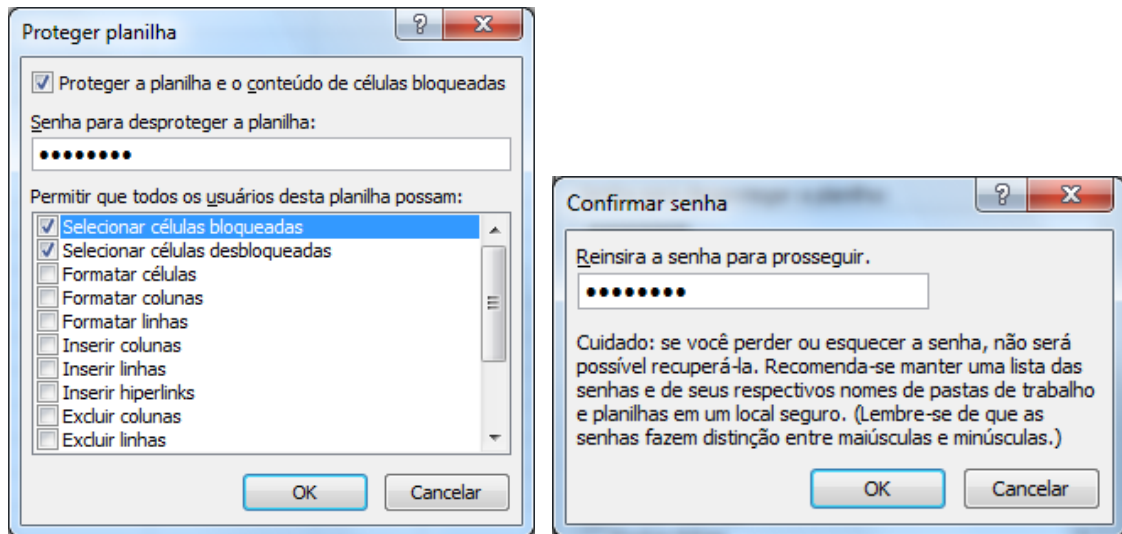 Proteger planilha
Proteger a planilha e o conteúdo de células bloqueadas
Senha para desproteger a planilha:
••••••••
Permitir que todos os usuários desta planilha possam:
Selecionar células bloqueadas
Selecionar células desbloqueadas
Formatar células
Formatar colunas
Formatar linhas
Inserir colunas
Inserir linhas
Inserir hiperlinks
Excluir colunas
Excluir linhas
OK
Cancelar
Confirmar senha
Reinsira a senha para prosseguir.
••••••••
Cuidado: se você perder ou esquecer a senha, não será
possível recuperá-la. Recomenda-se manter uma lista das
senhas e de seus respectivos nomes de pastas de trabalho
e planilhas em um local seguro. (Lembre-se de que as
senhas fazem distinção entre maiúsculas e minúsculas.)
OK
Cancelar